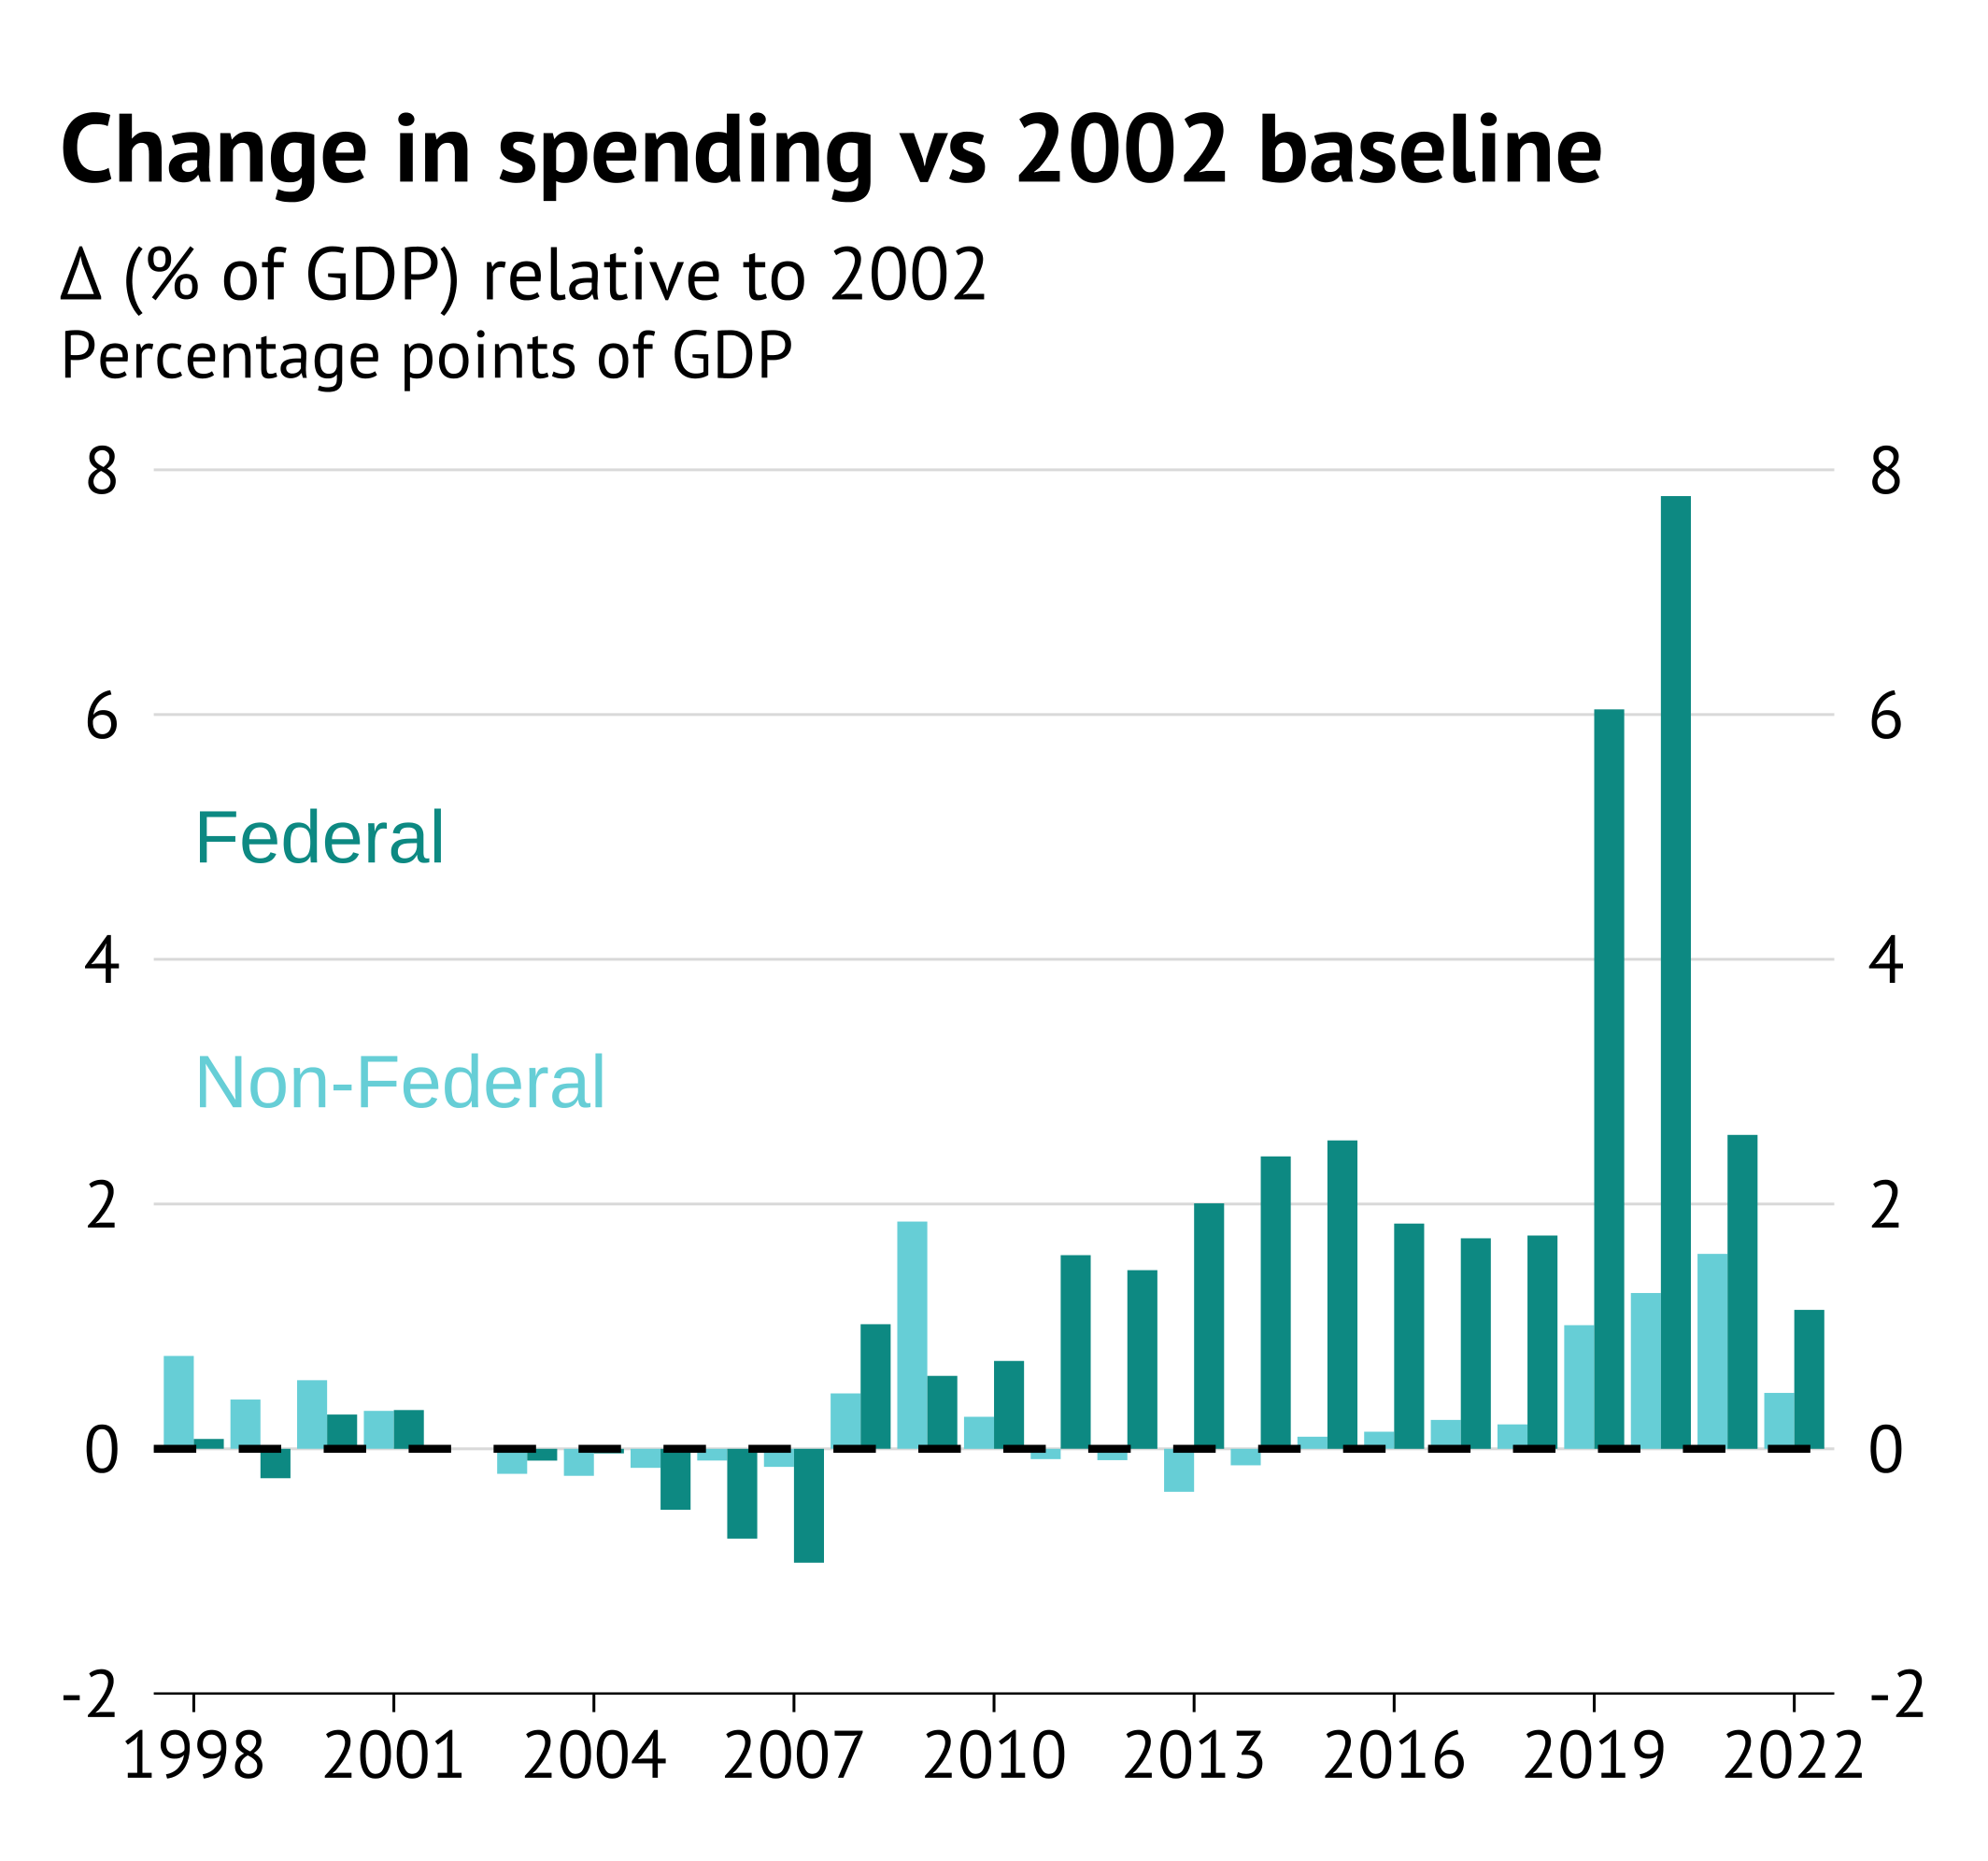 Change in spending vs 2002 baseline
Δ (% of GDP) relative to 2002
Percentage points of GDP
8 8
6 6
Federal
4 4
Non-Federal
2 2
0 0
-2 -2
1998 2001 2004 2007 2010 2013 2016 2019 2022